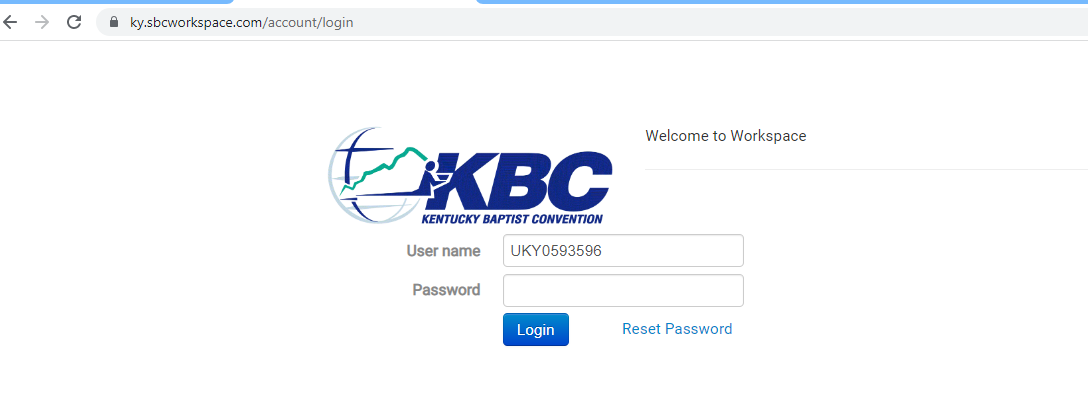 ky.sbcworkspace.com/account/login
Welcome to Workspace
KBC
KENTUCKY BAPTIST CONVENTION
User name UKY0593596
Password
Login Reset Password